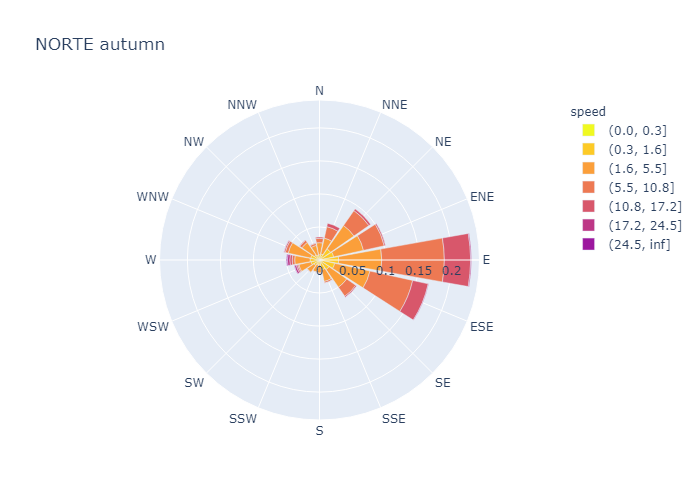 NORTE autumn
N
NNW
NNE
NW
NE
WNW
ENE
W
E
0
0.05
0.1
0.15
0.2
WSW
ESE
SW
SE
SSW
SSE
S
speed
(0.0, 0.3]
(0.3, 1.6]
(1.6, 5.5]
(5.5, 10.8]
(10.8, 17.2]
(17.2, 24.5]
(24.5, inf]